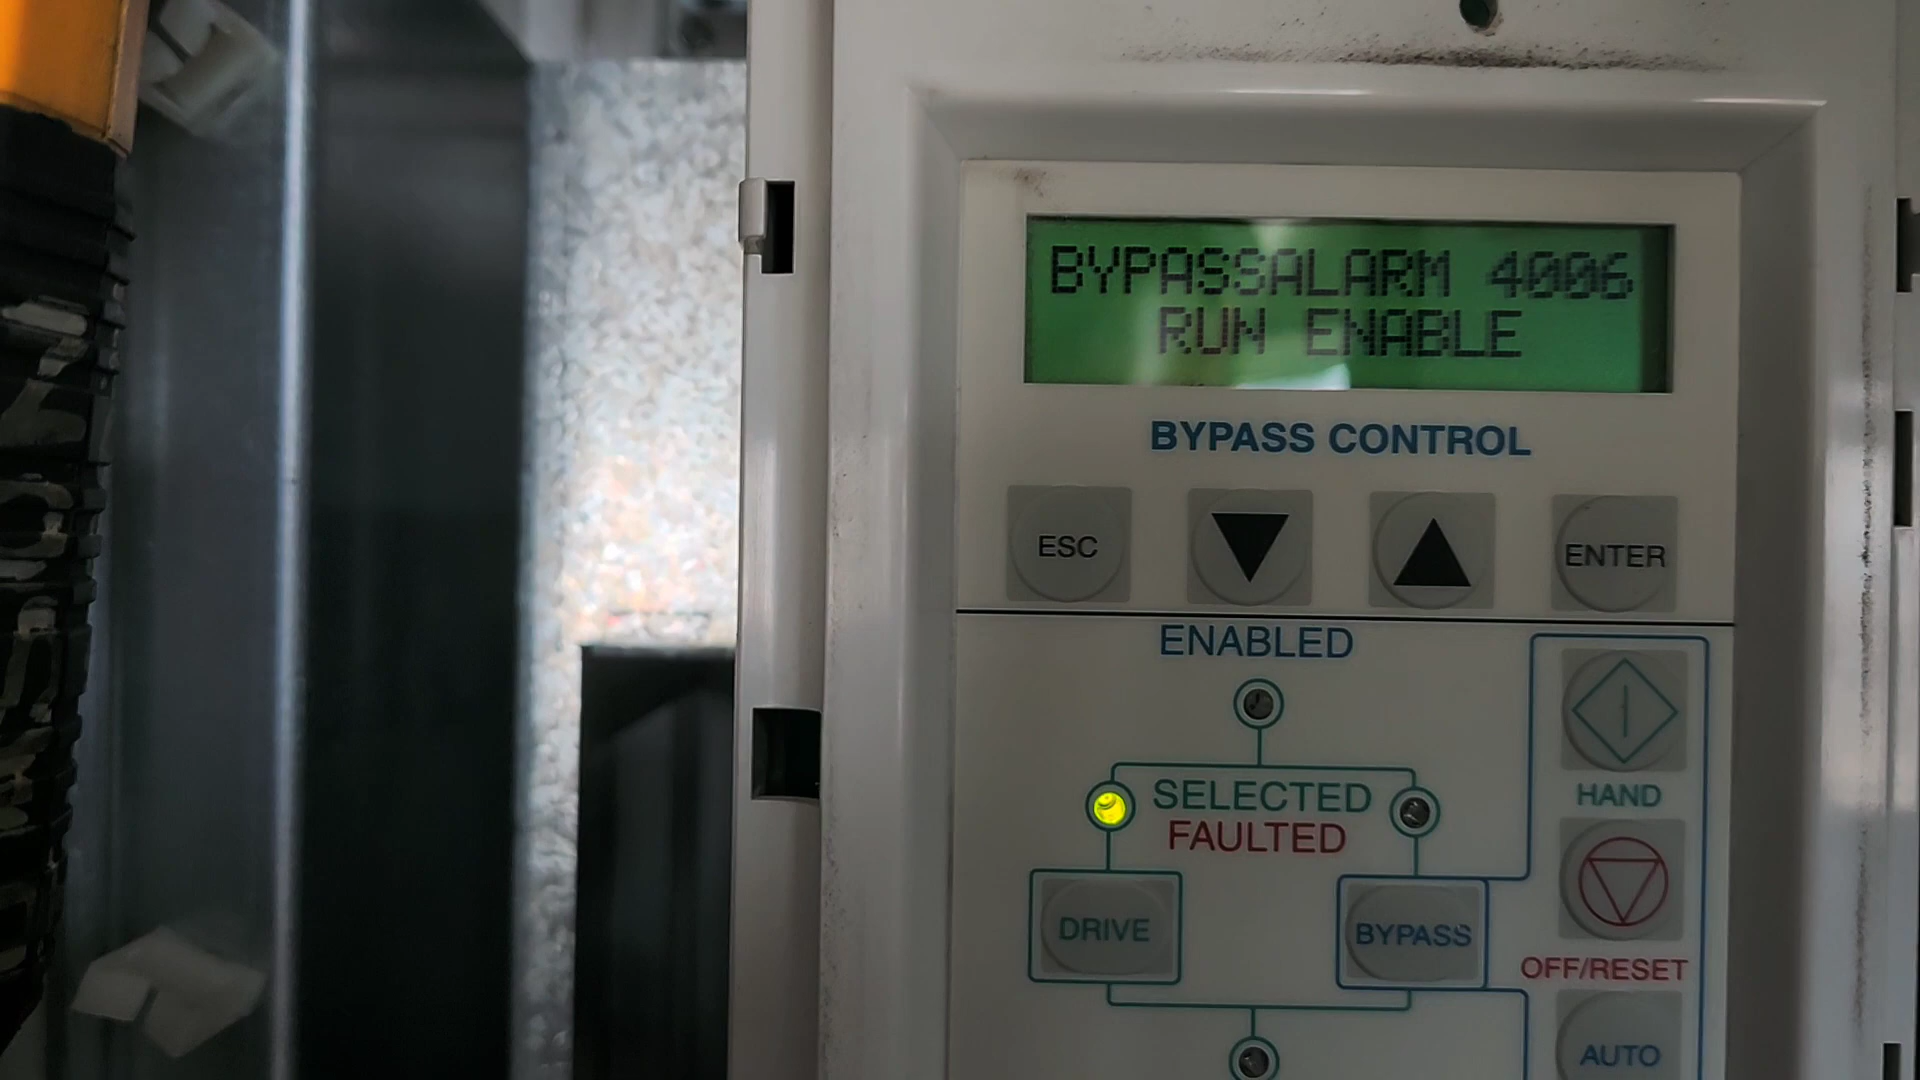 BYPASSALARM 4006
RUN ENABLE
BYPASS CONTROL
ESC
ENTER
ENABLED
SELECTED
FAULTED
HAND
DRIVE
BYPASS
OFF/RESET
AUTO